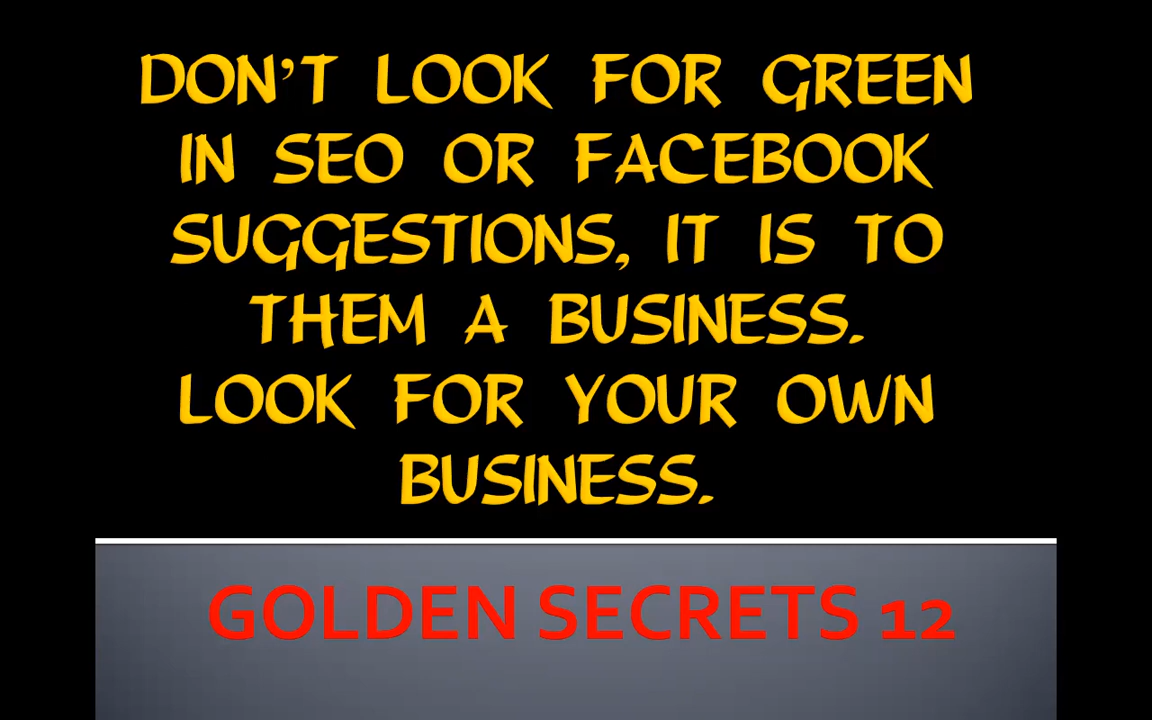 DON'T LOOK FOR GREEN
IN SEO OR FACEBOOK
SUGGESTIONS, IT IS TO
THEM A BUSINESS.
LOOK FOR YOUR OWN
BUSINESS.
GOLDEN SECRETS 12